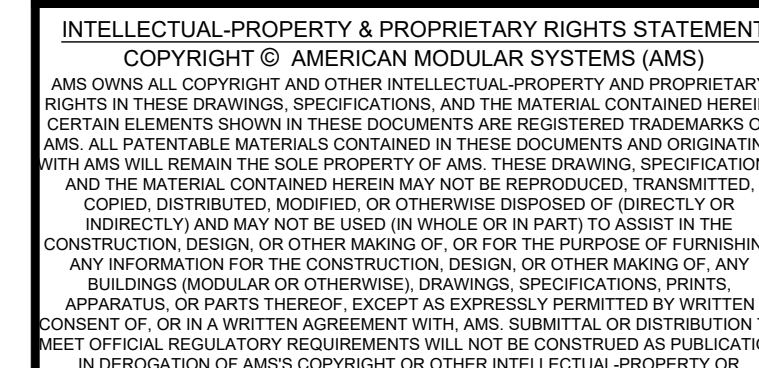 INTELLECTUAL-PROPERTY & PROPRIETARY RIGHTS STATEMENT
COPYRIGHT © AMERICAN MODULAR SYSTEMS (AMS)
AMS OWNS ALL COPYRIGHT AND OTHER INTELLECTUAL-PROPERTY AND PROPRIETARY
RIGHTS IN THESE DRAWINGS, SPECIFICATIONS, AND THE MATERIAL CONTAINED HEREI
CERTAIN ELEMENTS SHOWN IN THESE DOCUMENTS ARE REGISTERED TRADEMARKS O
AMS. ALL PATENTABLE MATERIALS CONTAINED IN THESE DOCUMENTS AND ORIGINATIN
WITH AMS WILL REMAIN THE SOLE PROPERTY OF AMS. THESE DRAWING, SPECIFICATION
AND THE MATERIAL CONTAINED HEREIN MAY NOT BE REPRODUCED, TRANSMITTED,
COPIED, DISTRIBUTED, MODIFIED, OR OTHERWISE DISPOSED OF (DIRECTLY OR
INDIRECTLY) AND MAY NOT BE USED (IN WHOLE OR IN PART) TO ASSIST IN THE
CONSTRUCTION, DESIGN, OR OTHER MAKING OF, OR FOR THE PURPOSE OF FURNISHIN
ANY INFORMATION FOR THE CONSTRUCTION, DESIGN, OR OTHER MAKING OF, ANY
BUILDINGS (MODULAR OR OTHERWISE), DRAWINGS, SPECIFICATIONS, PRINTS,
APPARATUS, OR PARTS THEREOF, EXCEPT AS EXPRESSLY PERMITTED BY WRITTEN
CONSENT OF, OR IN A WRITTEN AGREEMENT WITH, AMS. SUBMITTAL OR DISTRIBUTION
MEET OFFICIAL REGULATORY REQUIREMENTS WILL NOT BE CONSTRUED AS PUBLICATIO
IN DEROGATION OF AMS'S COPYRIGHT OR OTHER INTELLECTUAL-PROPERTY OR